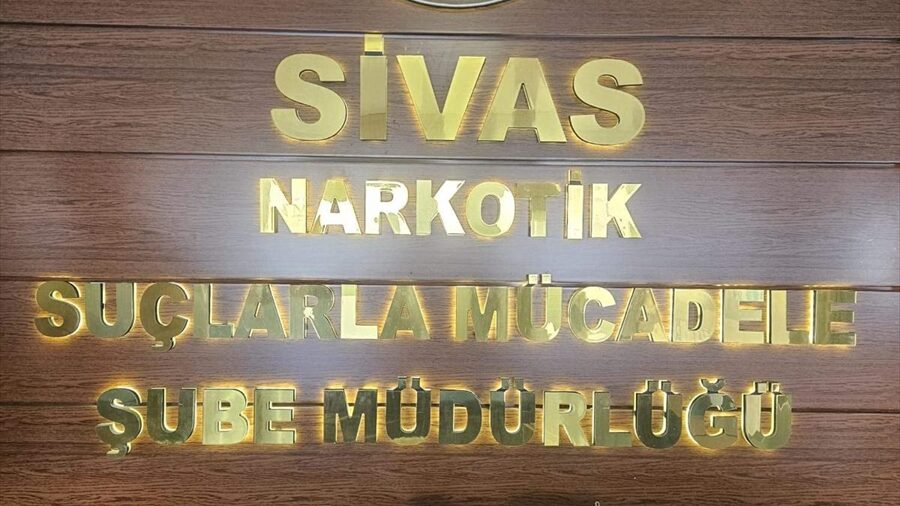 SİVAS
NARKOTİK
SUÇLARLA MÜCADELE
ŞUBE MÜDÜRLÜĞÜ